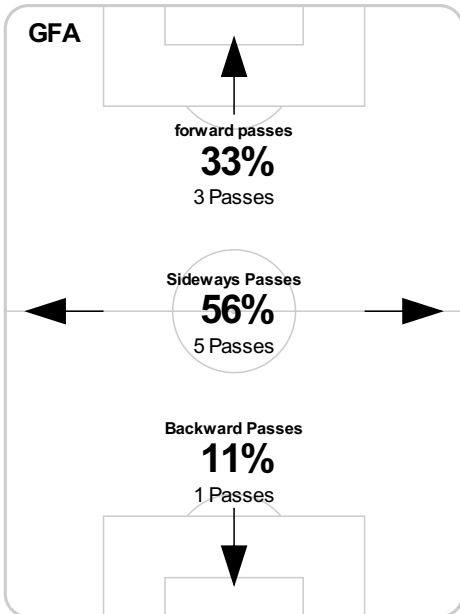 GFA
forward passes
33%
3 Passes
Sideways Passes
56%
5 Passes
Backward Passes
11%
1 Passes